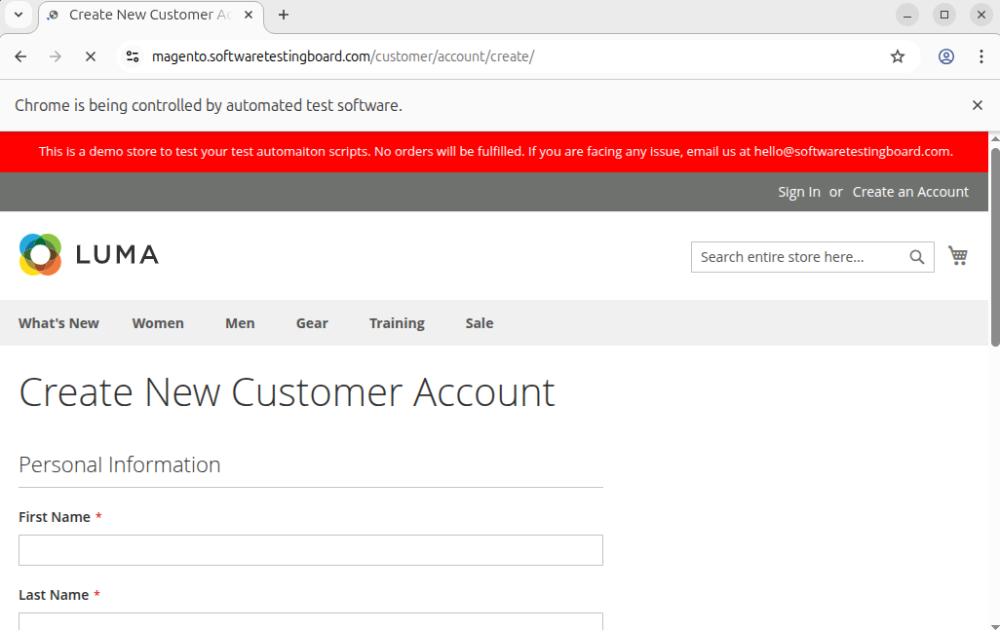 Create New Customer Ac
magento.softwaretestingboard.com/customer/account/create/
Chrome is being controlled by automated test software.
This is a demo store to test your test automaiton scripts. No orders will be fulfilled. If you are facing any issue, email us at hello@softwaretestingboard.com.
Sign In or Create an Account
LUMA
Search entire store here...
What's New Women Men Gear Training Sale
Create New Customer Account
Personal Information
First Name *
Last Name *